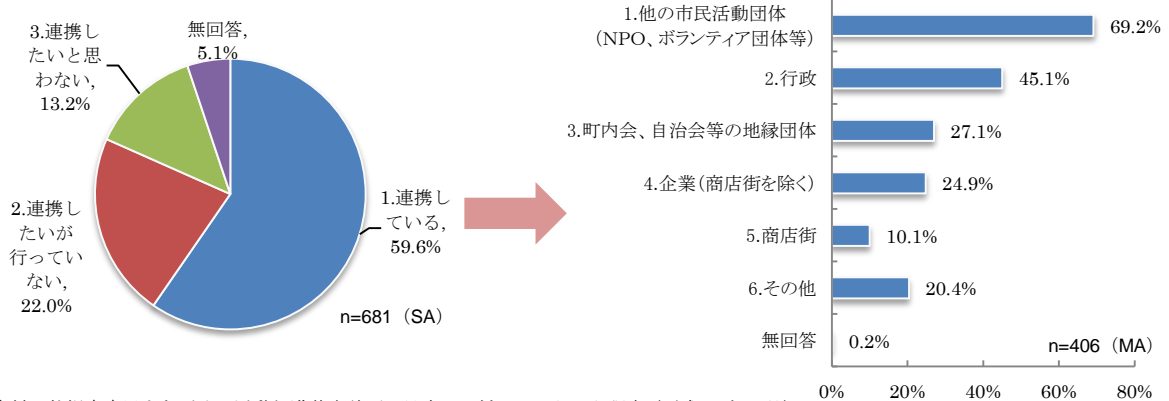 無回答,
5.1%
3.連携し
たいと思
わない,
13.2%
2.連携し
たいが
行ってい
ない,
22.0%
1.連携し
ている,
59.6%
n=681（SA）
1.他の市民活動団体
（NPO、ボランティア団体等）
69.2%
2.行政
45.1%
3.町内会、自治会等の地縁団体
27.1%
4.企業（商店街を除く）
24.9%
5.商店街
10.1%
6.その他
20.4%
無回答
0.2%
n=406（MA）
0%
20%
40%
60%
80%